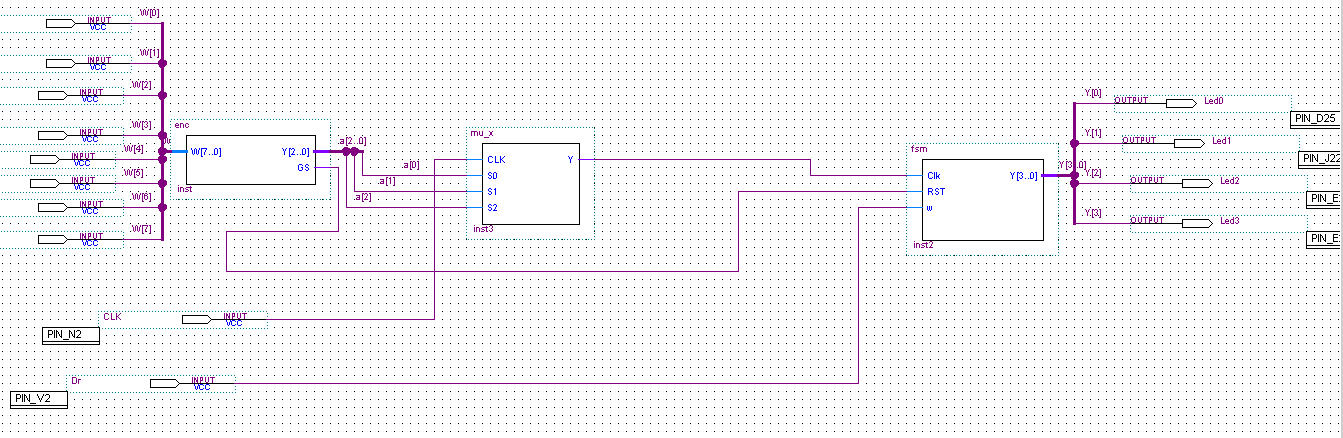 W[0]
INPUT
VCC
W[1]
INPUT
VCC
W[2]
INPUT
VCC
W[3]
INPUT
VCC
W[4]
INPUT
VCC
W[5]
INPUT
VCC
W[6]
INPUT
VCC
W[7]
INPUT
VCC
enc
W[7..0]
Y[2..0]
GS
inst
a[2..0]
a[0]
a[1]
a[2]
mu_x
CLK
Y
S0
S1
S2
inst3
fsm
Clk
Y[3..0]
RST
w
inst2
Y[3..0]
Y[0]
OUTPUT
Led0
PIN_D25
Y[1]
OUTPUT
Led1
PIN_J22
Y[2]
OUTPUT
Led2
Y[3]
OUTPUT
Led3
CLK
INPUT
VCC
PIN_N2
Dr
INPUT
VCC
PIN_V2